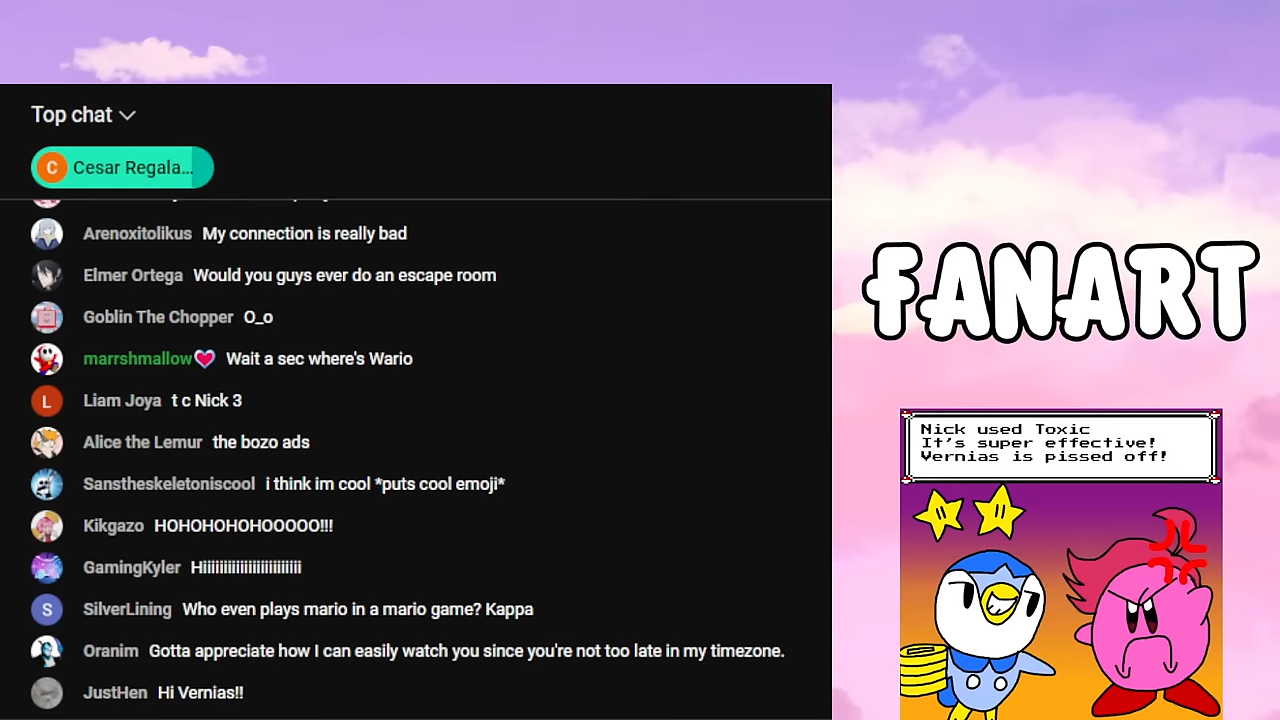 Top chat
C Cesar Regala...
Arenoxitolikus My connection is really bad
Elmer Ortega Would you guys ever do an escape room
Goblin The Chopper O_o
marrshmallow Wait a sec where's Wario
L Liam Joya t c Nick 3
Alice the Lemur the bozo ads
Sanstheskeletoniscool i think im cool *puts cool emoji*
Kikgazo HOHOHOHOHOOOOO!!!
GamingKyler Hiiiiiiiiiiiiiiiiiiiiiiii
S SilverLining Who even plays mario in a mario game? Kappa
Oranim Gotta appreciate how I can easily watch you since you're not too late in my timezone.
JustHen Hi Vernias!!
FANART
Nick used Toxic
It's super effective!
Vernias is pissed off!